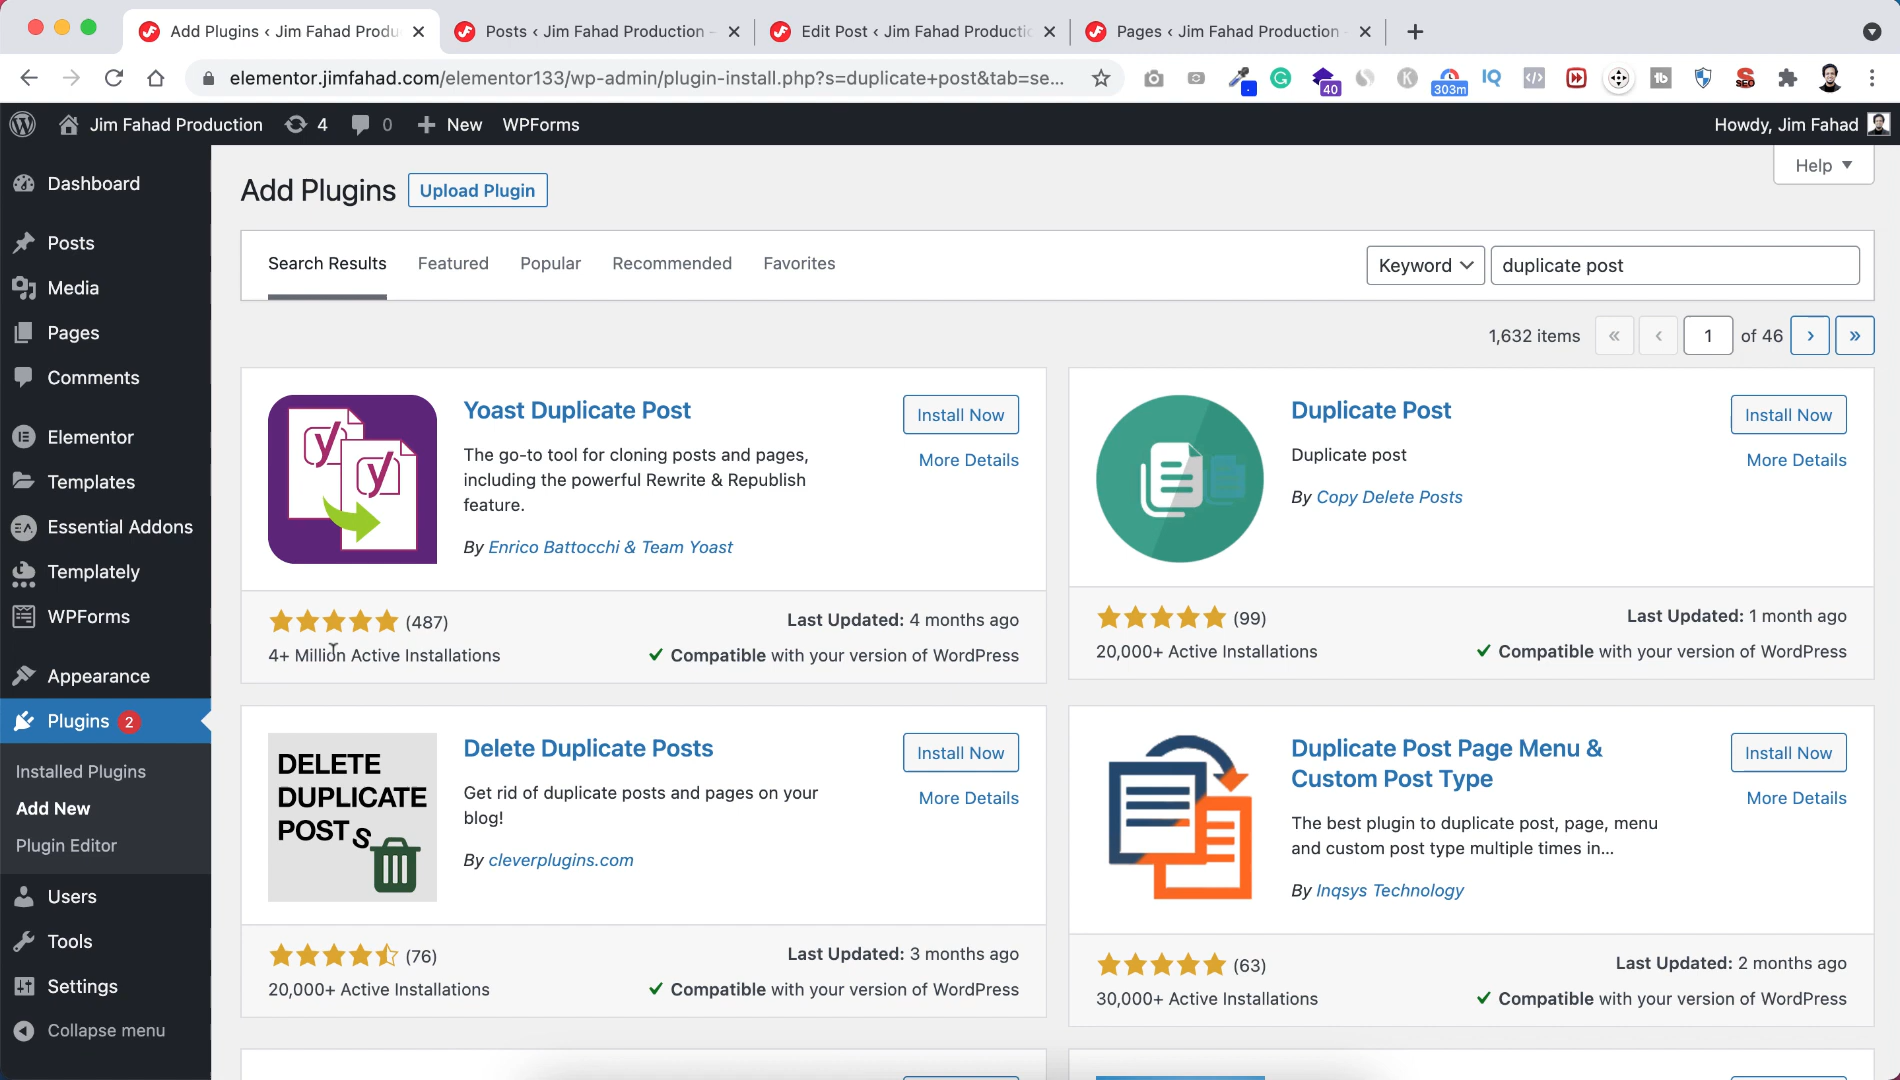 Add Plugins ‹ Jim Fahad Produ
Posts ‹ Jim Fahad Production –
Edit Post ‹ Jim Fahad Producti
Pages ‹ Jim Fahad Production
elementor.jimfahad.com/elementor133/wp-admin/plugin-install.php?s=duplicate+post&tab=se...
40
303m
IQ
SEO
Jim Fahad Production
4
0
New
WPForms
Howdy, Jim Fahad
Dashboard
Posts
Media
Pages
Comments
Elementor
Templates
Essential Addons
Templately
WPForms
Appearance
Plugins 2
Installed Plugins
Add New
Plugin Editor
Users
Tools
Settings
Collapse menu
Help
Add Plugins
Upload Plugin
Search Results
Featured
Popular
Recommended
Favorites
Keyword
duplicate post
1,632 items « ‹ 1 of 46 › »
Yoast Duplicate Post
Install Now
More Details
The go-to tool for cloning posts and pages,
including the powerful Rewrite & Republish
feature.
By Enrico Battocchi & Team Yoast
(487)
Last Updated: 4 months ago
4+ Million Active Installations
Compatible with your version of WordPress
Duplicate Post
Install Now
More Details
Duplicate post
By Copy Delete Posts
(99)
Last Updated: 1 month ago
20,000+ Active Installations
Compatible with your version of WordPress
DELETE
DUPLICATE
POSTS
Delete Duplicate Posts
Install Now
More Details
Get rid of duplicate posts and pages on your
blog!
By cleverplugins.com
(76)
Last Updated: 3 months ago
20,000+ Active Installations
Compatible with your version of WordPress
Duplicate Post Page Menu &
Custom Post Type
Install Now
More Details
The best plugin to duplicate post, page, menu
and custom post type multiple times in...
By Inqsys Technology
(63)
Last Updated: 2 months ago
30,000+ Active Installations
Compatible with your version of WordPress